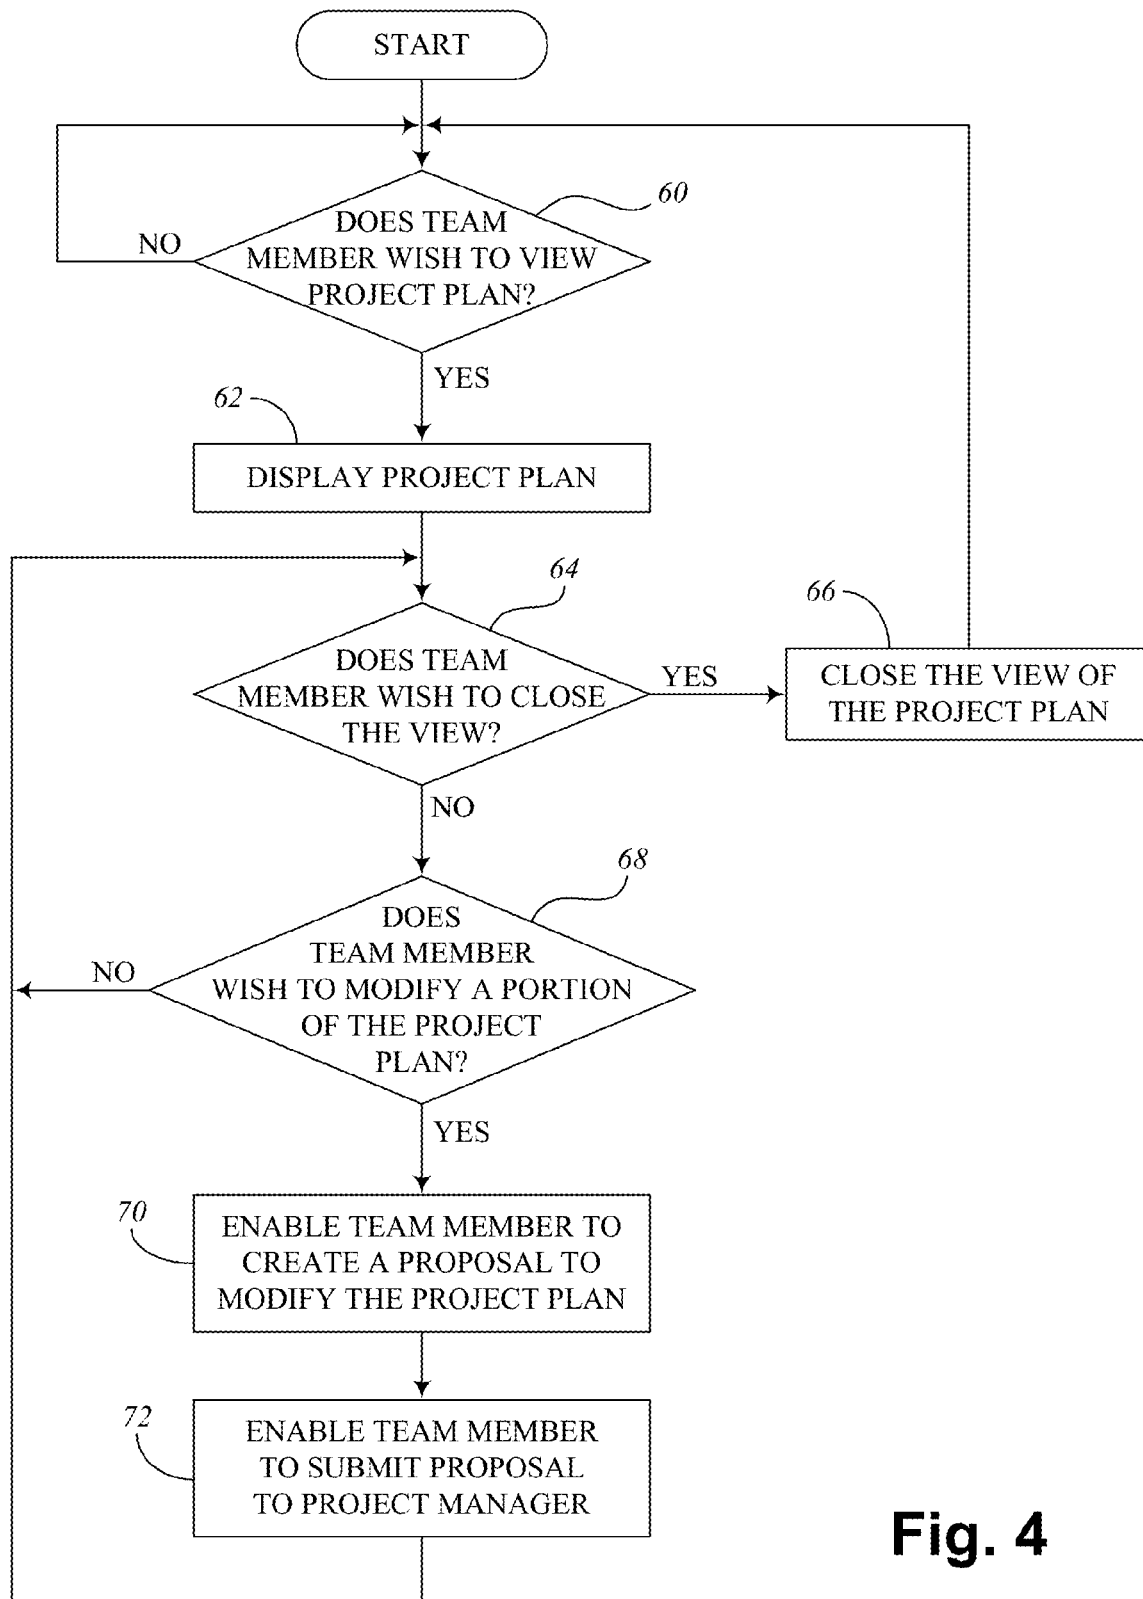 START
60
DOES TEAM
MEMBER WISH TO VIEW
PROJECT PLAN?
NO
YES
62
DISPLAY PROJECT PLAN
64
DOES TEAM
MEMBER WISH TO CLOSE
THE VIEW?
YES
66
CLOSE THE VIEW OF
THE PROJECT PLAN
NO
68
DOES
TEAM MEMBER
WISH TO MODIFY A PORTION
OF THE PROJECT
PLAN?
NO
YES
70
ENABLE TEAM MEMBER TO
CREATE A PROPOSAL TO
MODIFY THE PROJECT PLAN
72
ENABLE TEAM MEMBER
TO SUBMIT PROPOSAL
TO PROJECT MANAGER
Fig. 4